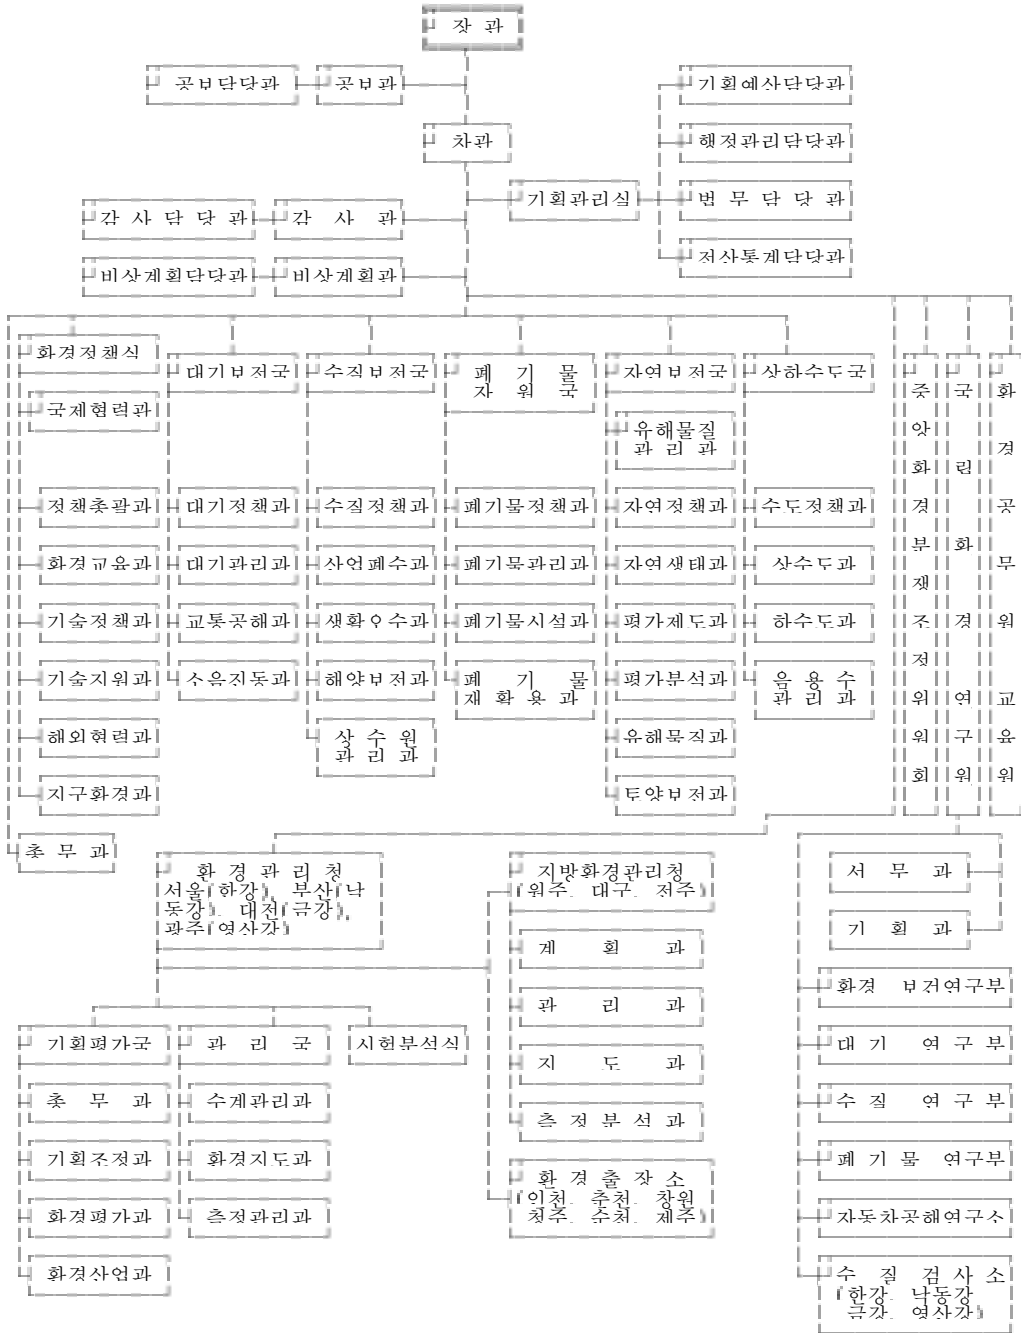 장 관
공보담당관 공보관
기획예산담당관
차관
행정관리담당관
기획관리실
법 무 담 당 관
감 사 담 당 관 감 사 관
전산통계담당관
비상계획담당관 비상계획관
환경정책실
국제협력관
대기보전국
수질보전국
폐 기 물
자 원 국
자연보전국
상하수도국
유해물질
관 리 관
정책총괄과 대기정책과 수질정책과 폐기물정책과 자연정책과 수도정책과
환경교육과 대기관리과 산업폐수과 폐기물관리과 자연생태과 상수도과
기술정책과 교통공해과 생활오수과 폐기물시설과 평가제도과 하수도과
기술지원과 소음진동과 해양보전과
폐 기 물
재 활 용 과
평가분석과
음 용 수
관 리 과
해외협력과
상 수 원
관 리 과
유해물질과
지구환경과
토양보전과
총 무 과
중앙환경분쟁조정위원회
국립환경연구원
환경공무원교육원
환 경 관 리 청
서울(한강), 부산(낙
동강), 대전(금강),
광주(영산강)
지방환경관리청
(원주, 대구, 전주)
계 획 과
관 리 과
지 도 과
측 정 분 석 과
환 경 출 장 소
(인천, 춘천, 창원
청주, 순천, 제주)
기획평가국 관 리 국 시험분석실
총 무 과 수계관리과
기획조정과 환경지도과
환경평가과 측정관리과
환경산업과
서 무 과
기 획 과
환경 보건연구부
대 기 연 구 부
수 질 연 구 부
폐 기 물 연구부
자동차공해연구소
수 질 검 사 소
(한강, 낙동강
금강, 영산강)